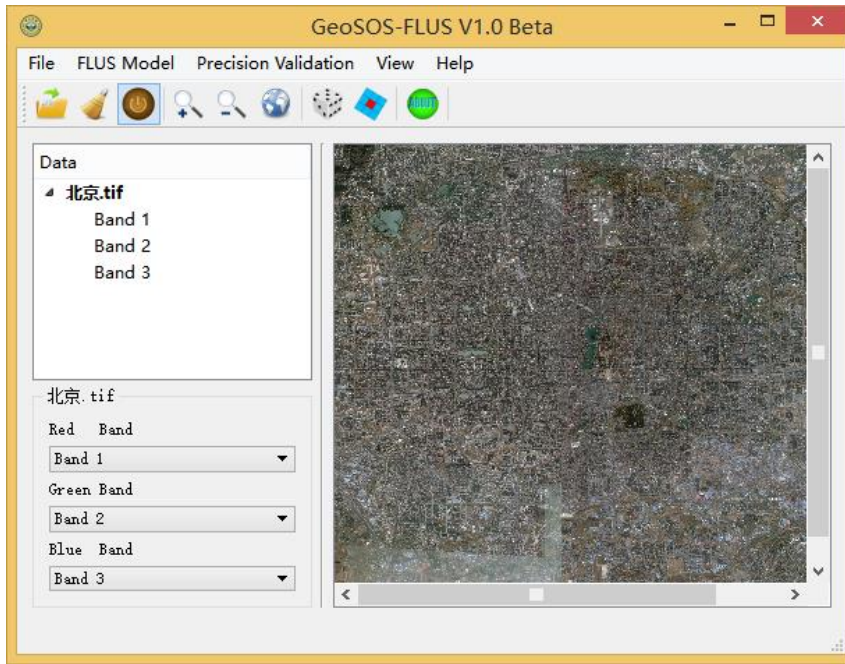 GeoSOS-FLUS V1.0 Beta
File FLUS Model Precision Validation View Help
ABOUT
Data
北京.tif
Band 1
Band 2
Band 3
北京.tif
Red Band
Band 1
Green Band
Band 2
Blue Band
Band 3